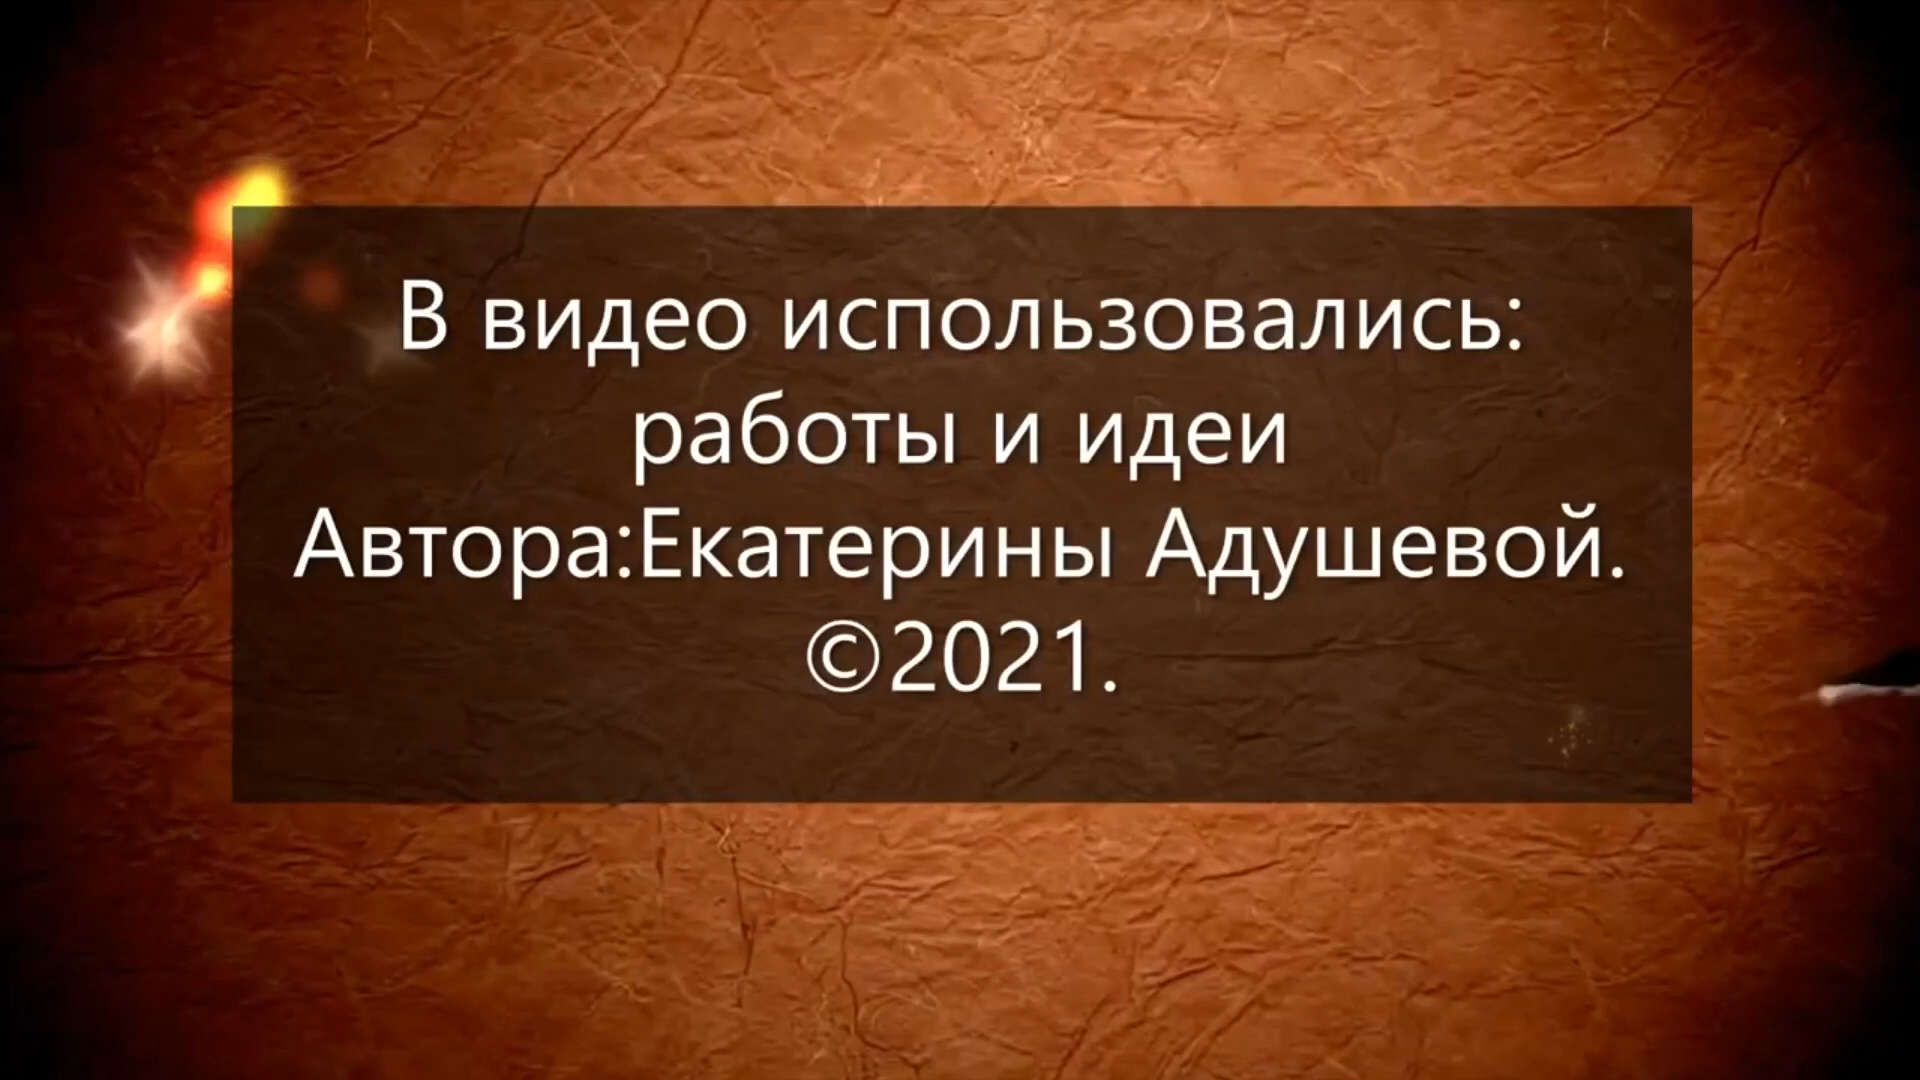 В видео использовались:
работы и идеи
Автора:Екатерины Адушевой.
©2021.